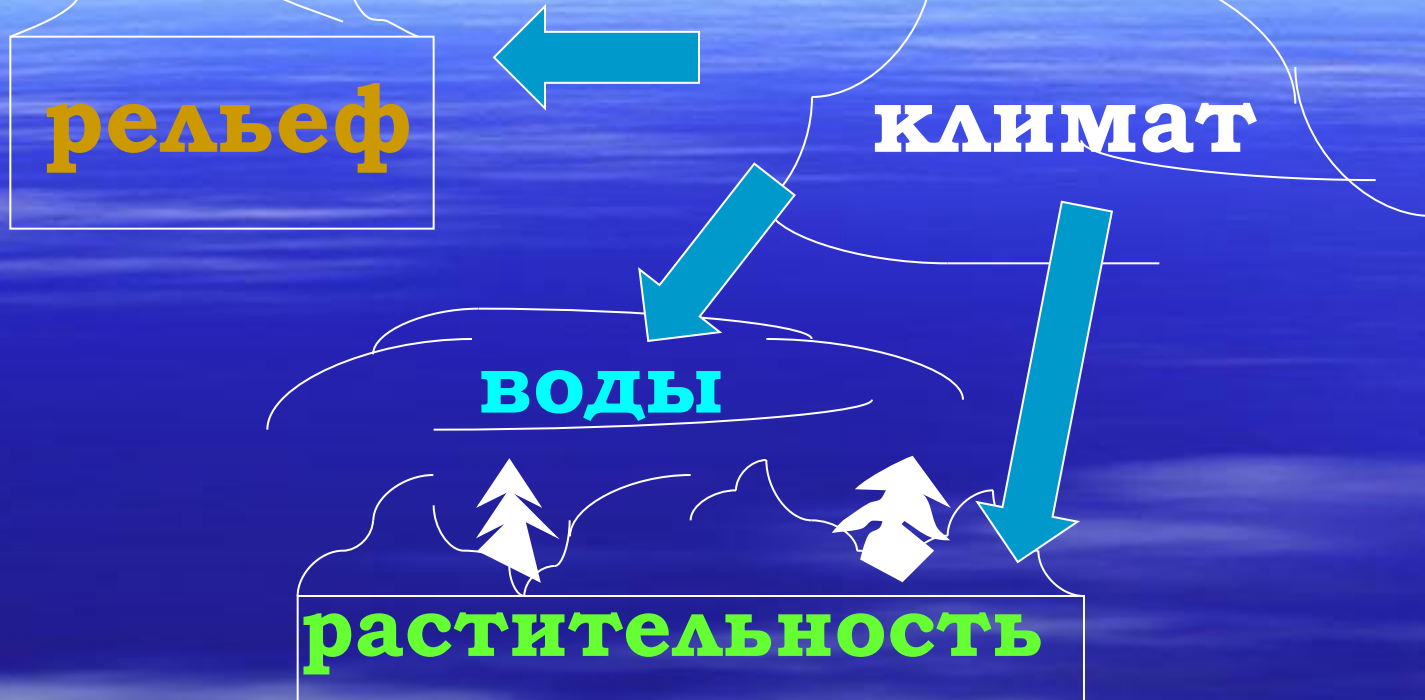 рельеф
климат
воды
растительность